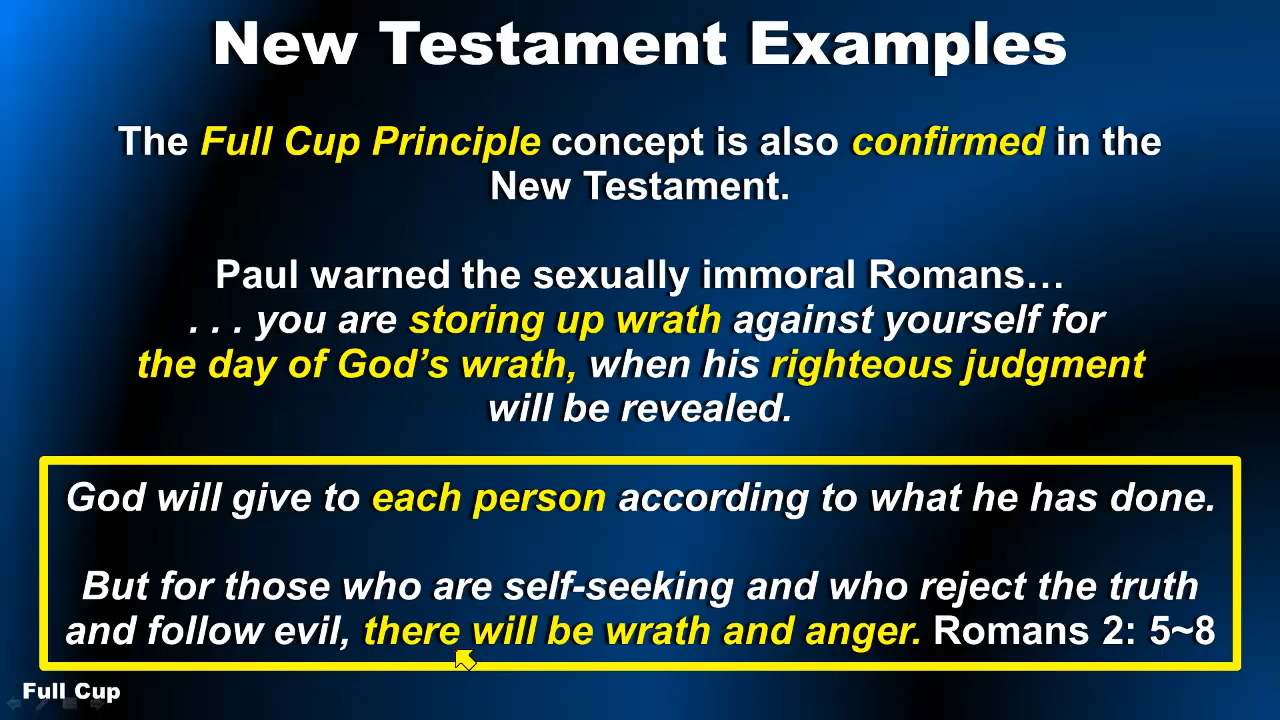 New Testament Examples
The Full Cup Principle concept is also confirmed in the
New Testament.
Paul warned the sexually immoral Romans…
. . . you are storing up wrath against yourself for
the day of God’s wrath, when his righteous judgment
will be revealed.
God will give to each person according to what he has done.
But for those who are self-seeking and who reject the truth
and follow evil, there will be wrath and anger. Romans 2: 5~8
Full Cup